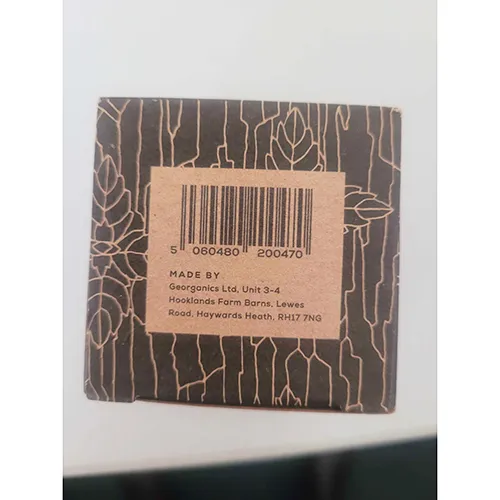 5 060480 200470
MADE BY
Georganics Ltd, Unit 3-4
Hooklands Farm Barns, Lewes
Road, Haywards Heath, RH17 7NG